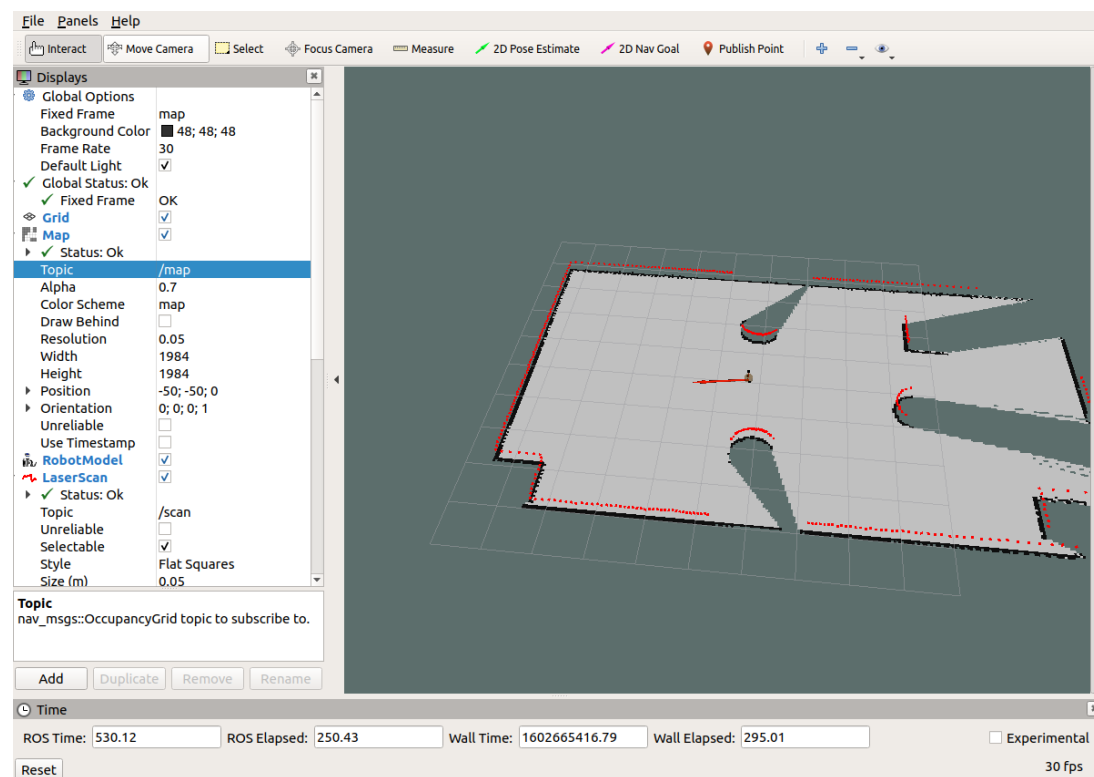 File Panels Help
Interact Move Camera Select Focus Camera Measure 2D Pose Estimate 2D Nav Goal Publish Point
Displays
Global Options
Fixed Frame map
Background Color 48; 48; 48
Frame Rate 30
Default Light
Global Status: Ok
Fixed Frame OK
Grid
Map
Status: Ok
Topic /map
Alpha 0.7
Color Scheme map
Draw Behind
Resolution 0.05
Width 1984
Height 1984
Position -50; -50; 0
Orientation 0; 0; 0; 1
Unreliable
Use Timestamp
RobotModel
LaserScan
Status: Ok
Topic /scan
Unreliable
Selectable
Style Flat Squares
Size (m) 0.05
Topic
nav_msgs::OccupancyGrid topic to subscribe to.
Add Duplicate Remove Rename
Time
ROS Time: 530.12 ROS Elapsed: 250.43 Wall Time: 1602665416.79 Wall Elapsed: 295.01 Experimental
Reset 30 fps